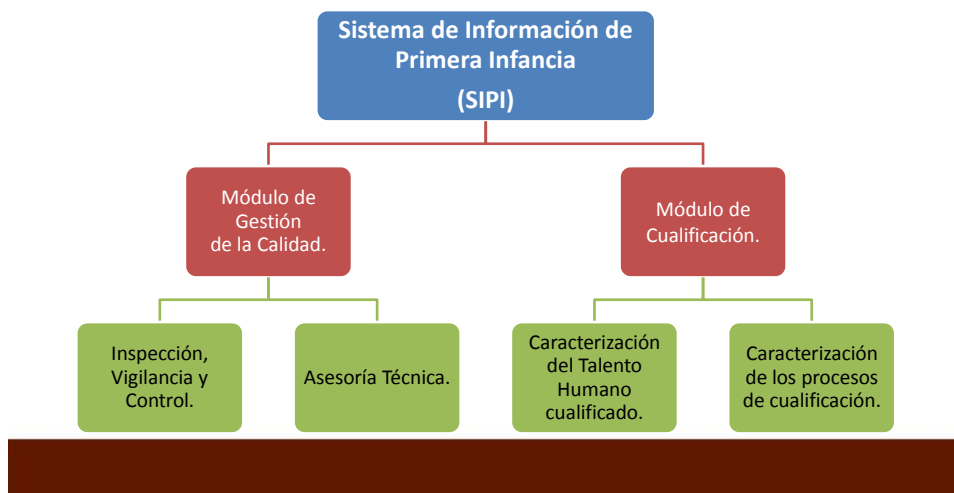 Sistema de Información de
Primera Infancia
(SIPI)
Módulo de
Gestión
de la Calidad.
Módulo de
Cualificación.
Inspección,
Vigilancia y
Control.
Asesoría Técnica.
Caracterización
del Talento
Humano
cualificado.
Caracterización
de los procesos
de cualificación.